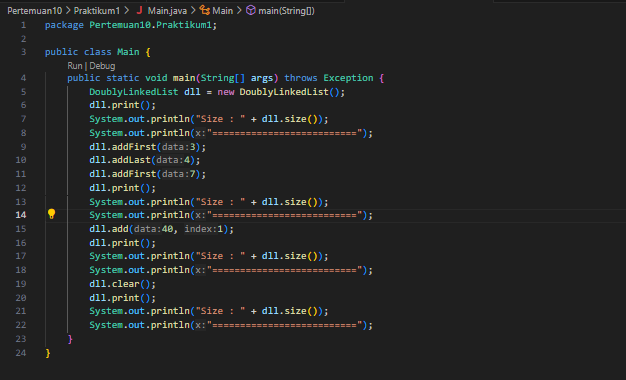 Pertemuan10 > Praktikum1 > J Main.java > Main > main(String[])
1 package Pertemuan10.Praktikum1;
2
3 public class Main {
Run | Debug
4 public static void main(String[] args) throws Exception {
5 DoublyLinkedList dll = new DoublyLinkedList();
6 dll.print();
7 System.out.println("Size : " + dll.size());
8 System.out.println(x:"==========================");
9 dll.addFirst(data:3);
10 dll.addLast(data:4);
11 dll.addFirst(data:7);
12 dll.print();
13 System.out.println("Size : " + dll.size());
14 System.out.println(x:"==========================");
15 dll.add(data:40, index:1);
16 dll.print();
17 System.out.println("Size : " + dll.size());
18 System.out.println(x:"==========================");
19 dll.clear();
20 dll.print();
21 System.out.println("Size : " + dll.size());
22 System.out.println(x:"==========================");
23 }
24 }